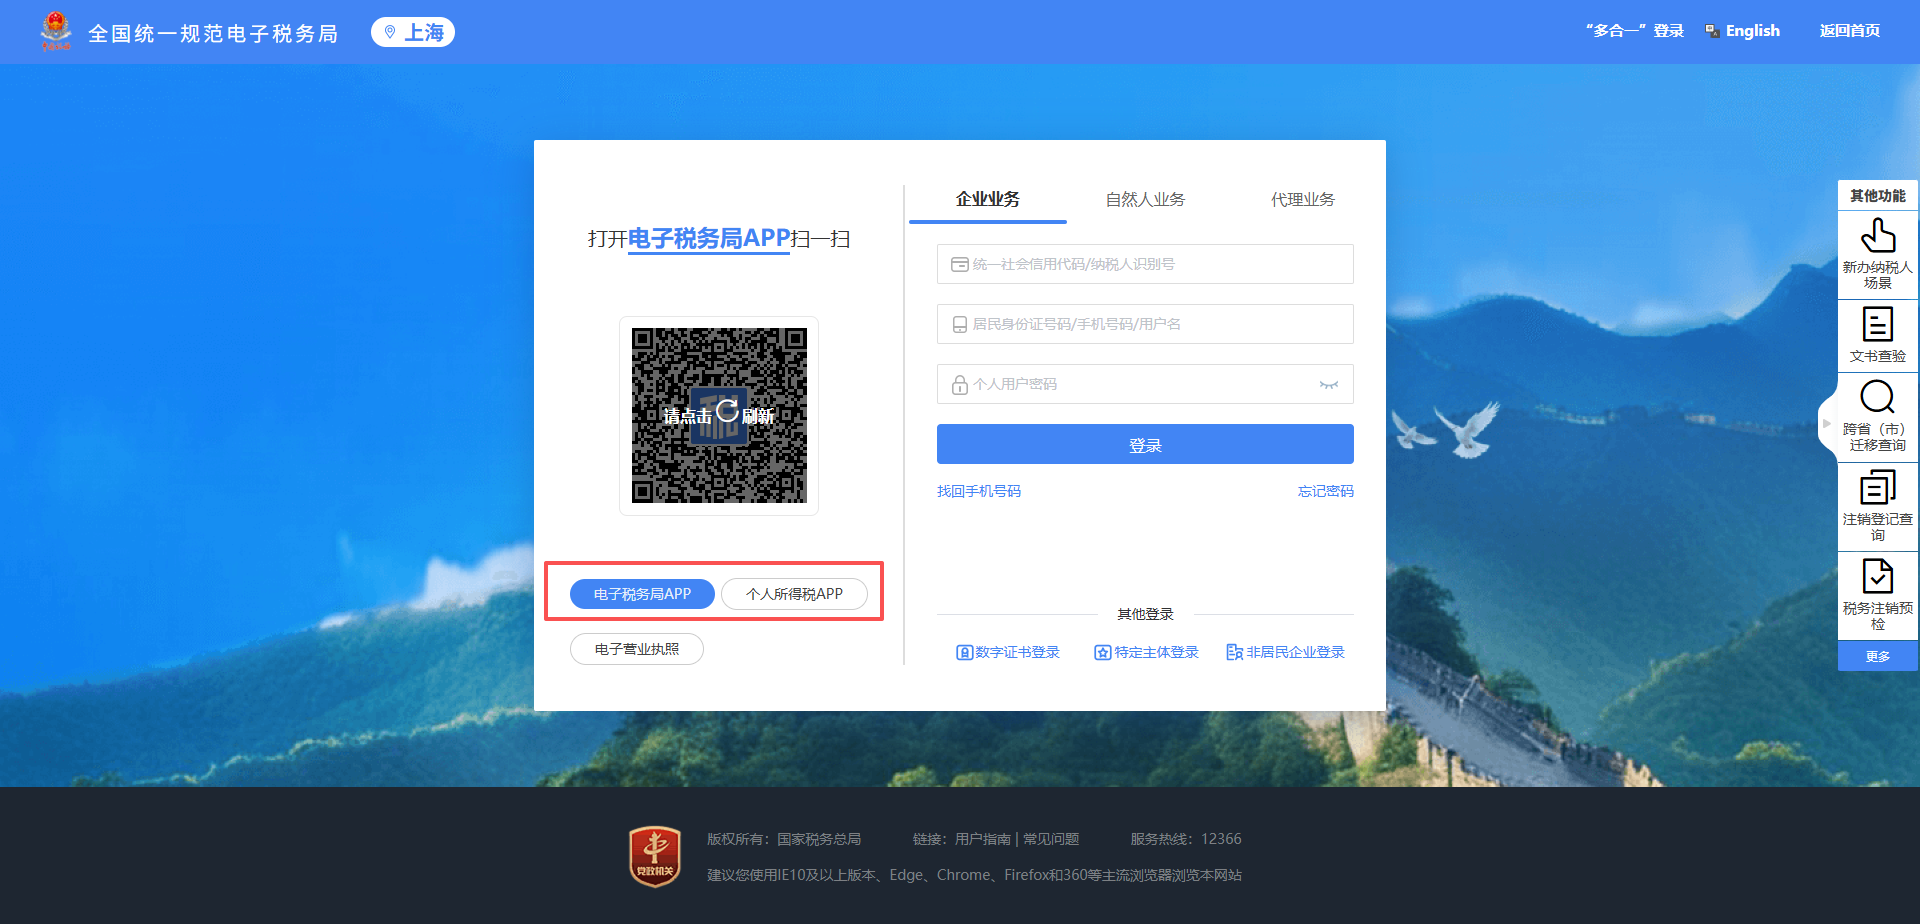 全国统一规范电子税务局
上海
“多合一”登录
English
返回首页
打开电子税务局APP扫一扫
请点击 刷新
税
电子税务局APP
个人所得税APP
电子营业执照
企业业务
自然人业务
代理业务
统一社会信用代码/纳税人识别号
居民身份证号码/手机号码/用户名
个人用户密码
登录
找回手机号码
忘记密码
其他登录
数字证书登录
特定主体登录
非居民企业登录
其他功能
新办纳税人
场景
文书查验
跨省（市）
迁移查询
注销登记查
询
税务注销预
检
更多
党政机关
版权所有：国家税务总局
链接：用户指南 | 常见问题
服务热线：12366
建议您使用IE10及以上版本、Edge、Chrome、Firefox和360等主流浏览器浏览本网站